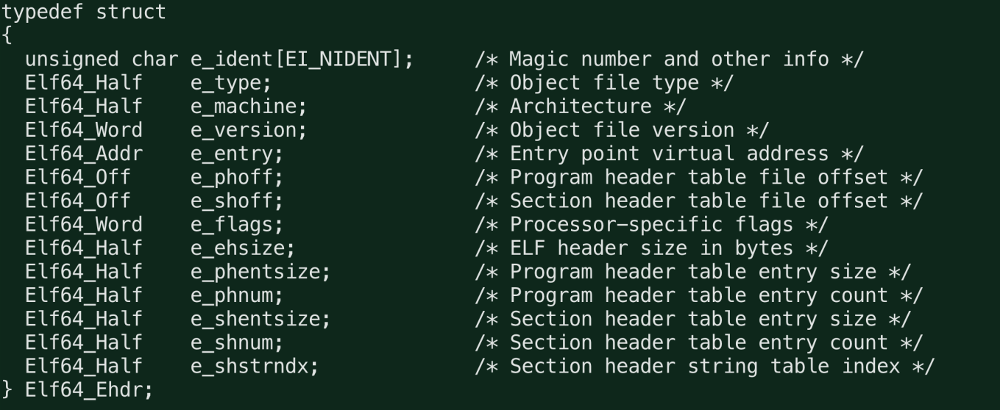 typedef struct
{
  unsigned char e_ident[EI_NIDENT];     /* Magic number and other info */
  Elf64_Half    e_type;                 /* Object file type */
  Elf64_Half    e_machine;              /* Architecture */
  Elf64_Word    e_version;              /* Object file version */
  Elf64_Addr    e_entry;                /* Entry point virtual address */
  Elf64_Off     e_phoff;                /* Program header table file offset */
  Elf64_Off     e_shoff;                /* Section header table file offset */
  Elf64_Word    e_flags;                /* Processor-specific flags */
  Elf64_Half    e_ehsize;               /* ELF header size in bytes */
  Elf64_Half    e_phentsize;            /* Program header table entry size */
  Elf64_Half    e_phnum;                /* Program header table entry count */
  Elf64_Half    e_shentsize;            /* Section header table entry size */
  Elf64_Half    e_shnum;                /* Section header table entry count */
  Elf64_Half    e_shstrndx;             /* Section header string table index */
} Elf64_Ehdr;